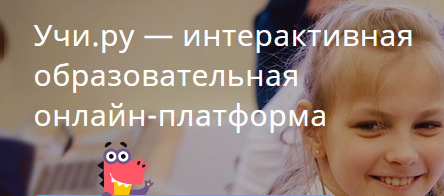 Учи.ру — интерактивная
образовательная
онлайн-платформа